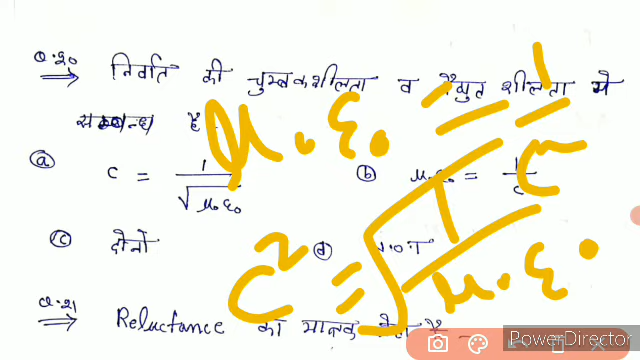 Q.20 ⇒ निर्वात की चुम्बकशीलता व वैद्युत शीलता मे
सम्बन्ध है -
(a) C = 1/√μ₀ε₀ (b) μ₀ε₀ = 1/c
(c) दोनों (d) N.O.T
μ₀ε₀ = 1/c
c² = √1/μ₀ε₀
Q.21 ⇒ Reluctance का मात्रक होता है -
PowerDirector